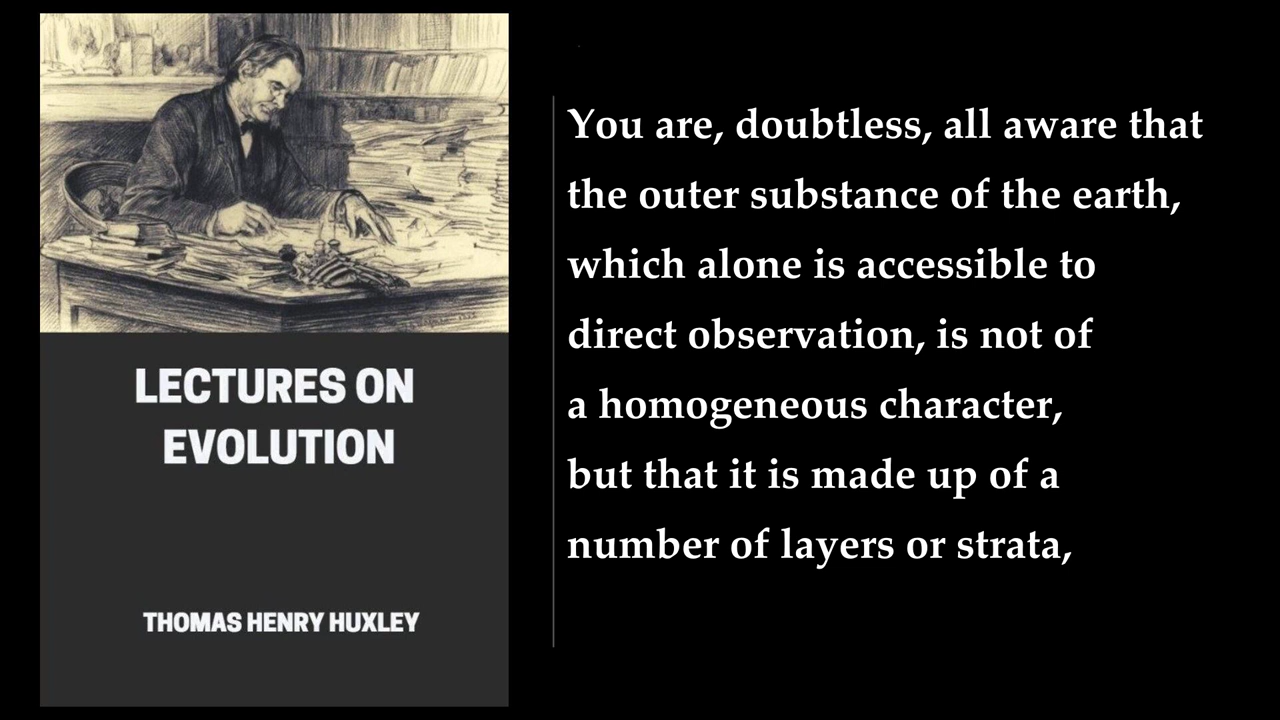 LECTURES ON
EVOLUTION
THOMAS HENRY HUXLEY
You are, doubtless, all aware that
the outer substance of the earth,
which alone is accessible to
direct observation, is not of
a homogeneous character,
but that it is made up of a
number of layers or strata,